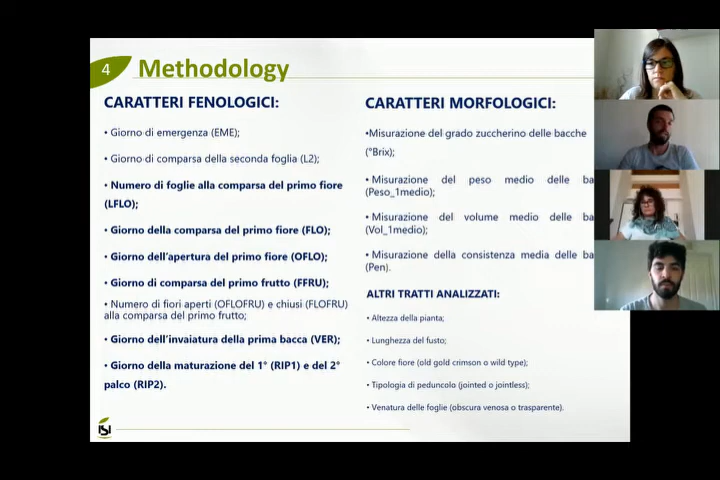 4 Methodology
CARATTERI FENOLOGICI:
• Giorno di emergenza (EME);
• Giorno di comparsa della seconda foglia (L2);
• Numero di foglie alla comparsa del primo fiore
(LFLO);
• Giorno della comparsa del primo fiore (FLO);
• Giorno dell'apertura del primo fiore (OFLO);
• Giorno di comparsa del primo frutto (FFRU);
• Numero di fiori aperti (OFLOFRU) e chiusi (FLOFRU)
alla comparsa del primo frutto;
• Giorno dell'invaiatura della prima bacca (VER);
• Giorno della maturazione del 1° (RIP1) e del 2°
palco (RIP2).
CARATTERI MORFOLOGICI:
•Misurazione del grado zuccherino delle bacche
(°Brix);
• Misurazione del peso medio delle ba
(Peso_1medio);
• Misurazione del volume medio delle ba
(Vol_1medio);
• Misurazione della consistenza media delle ba
(Pen).
ALTRI TRATTI ANALIZZATI:
• Altezza della pianta;
• Lunghezza del fusto;
• Colore fiore (old gold crimson o wild type);
• Tipologia di peduncolo (jointed o jointless);
• Venatura delle foglie (obscura venosa o trasparente).
ISI